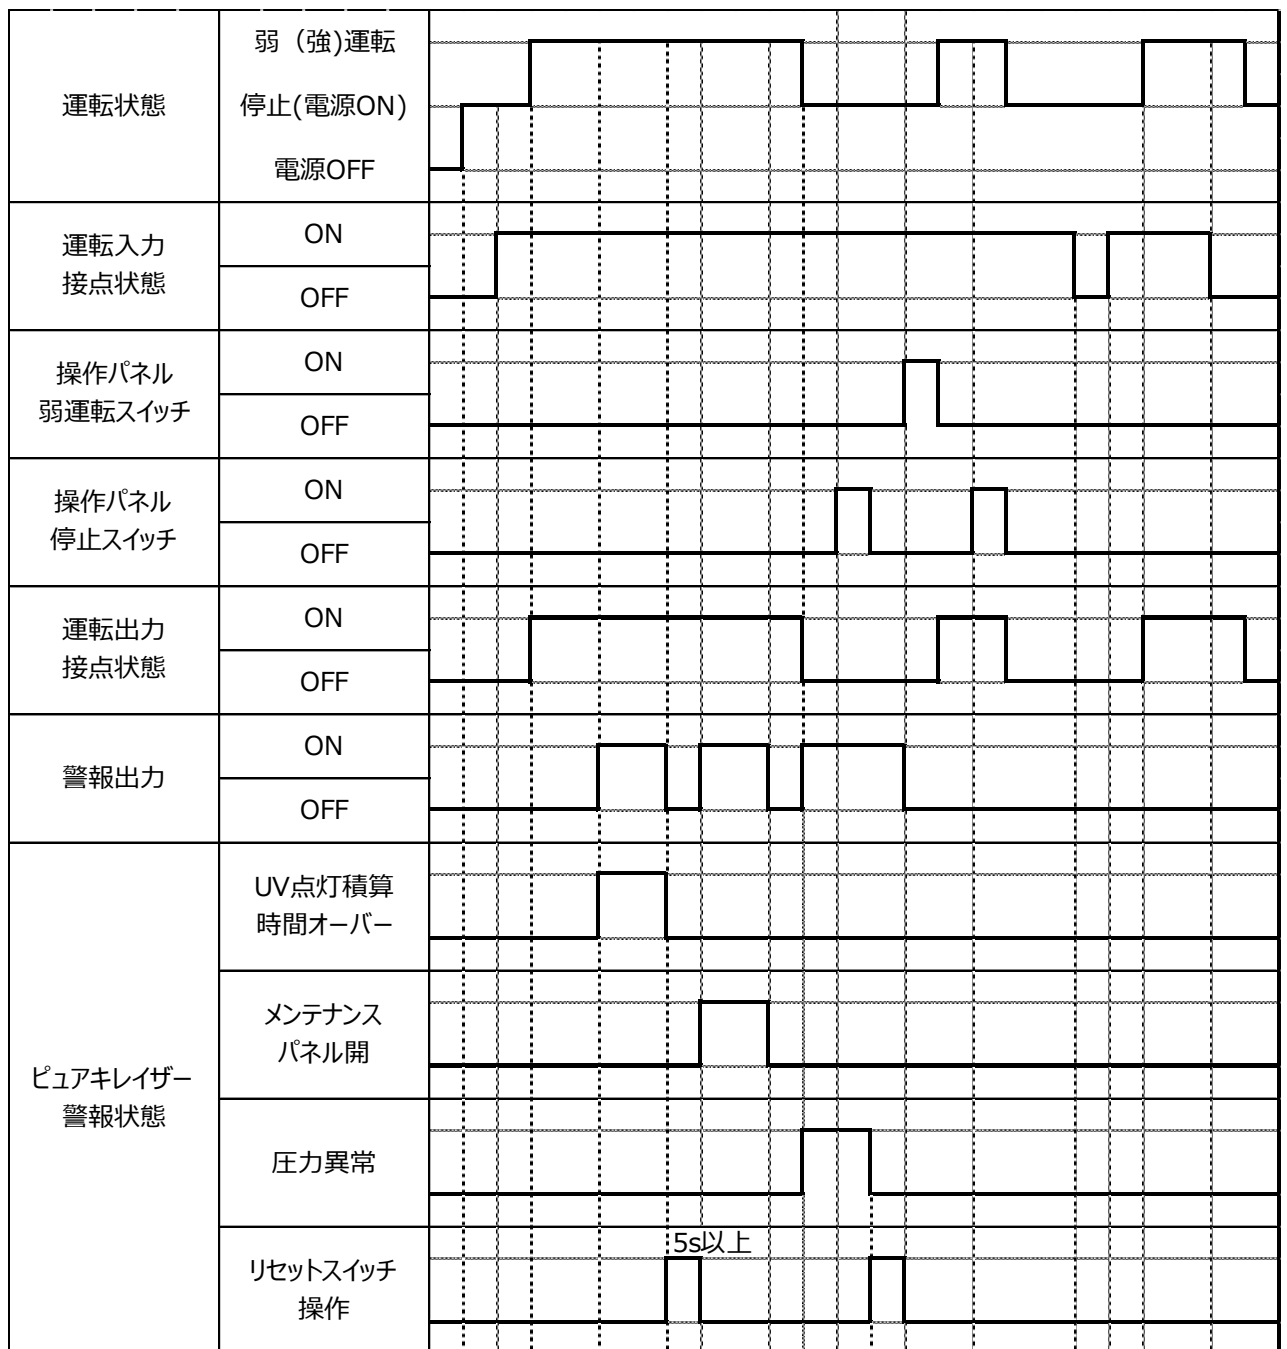 弱（強)運転
運転状態
停止(電源ON)
電源OFF
運転入力
接点状態
ON
OFF
操作パネル
弱運転スイッチ
ON
OFF
操作パネル
停止スイッチ
ON
OFF
運転出力
接点状態
ON
OFF
警報出力
ON
OFF
ピュアキレイザー
警報状態
UV点灯積算
時間オーバー
メンテナンス
パネル開
圧力異常
リセットスイッチ
操作
5s以上